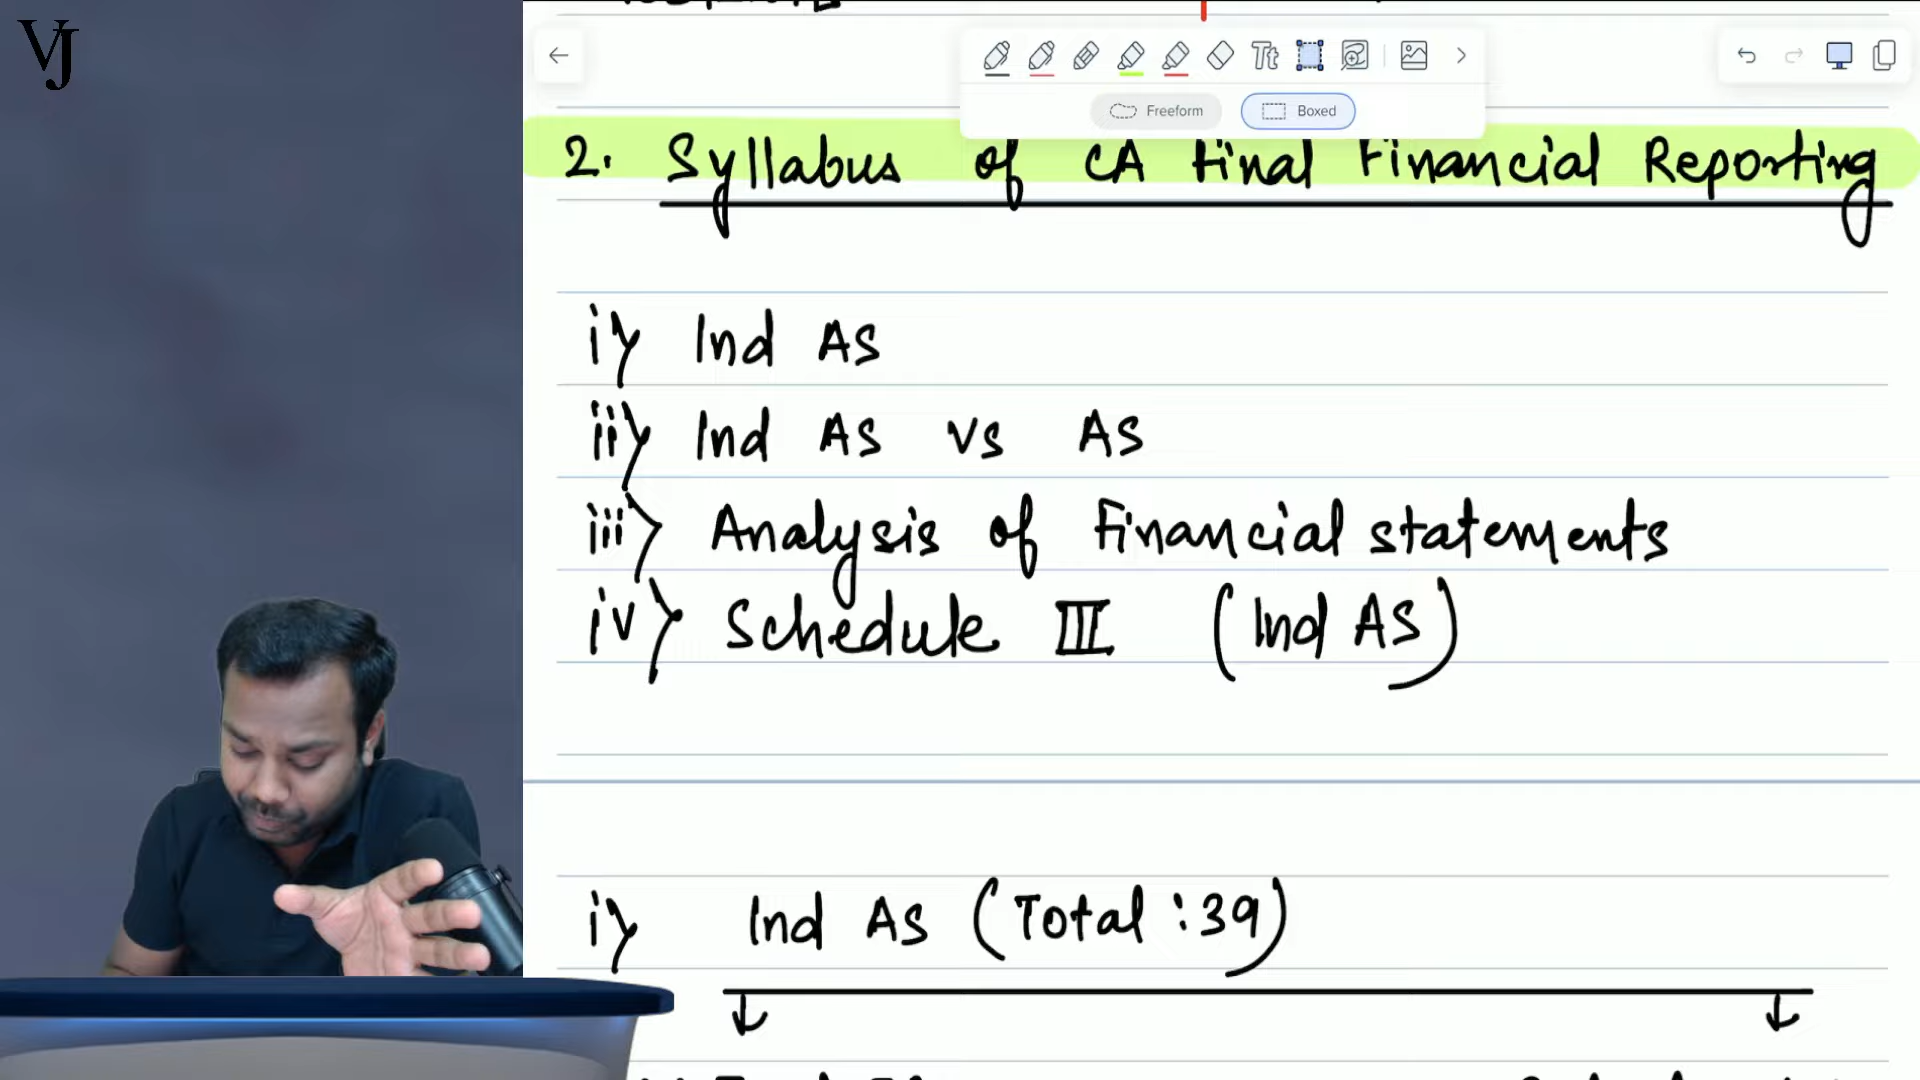 VJ
Freeform Boxed
2. Syllabus of CA Final Financial Reporting
i) Ind AS
ii) Ind AS vs AS
iii) Analysis of Financial statements
iv) Schedule III (Ind AS)
i) Ind AS (Total : 39)